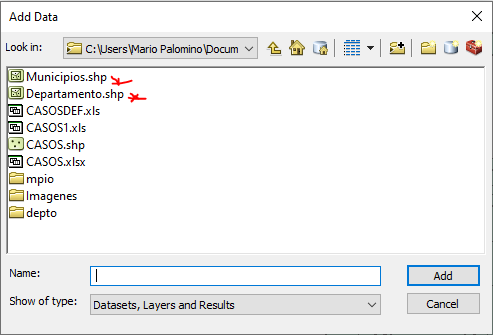 Add Data
Look in: C:\Users\Mario Palomino\Docum
Municipios.shp
Departamento.shp
CASOSDEF.xls
CASOS1.xls
CASOS.shp
CASOS.xlsx
mpio
Imagenes
depto
Name: Add
Show of type: Datasets, Layers and Results Cancel